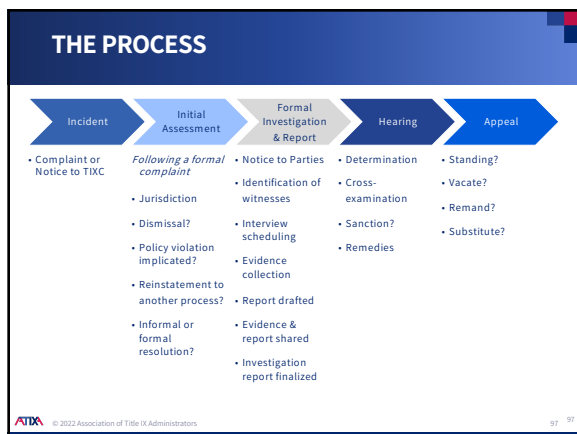 THE PROCESS
Incident
Initial
Assessment
Formal
Investigation
& Report
Hearing
Appeal
• Complaint or
Notice to TIXC
Following a formal
complaint
• Jurisdiction
• Dismissal?
• Policy violation
implicated?
• Reinstatement to
another process?
• Informal or
formal
resolution?
• Notice to Parties
• Identification of
witnesses
• Interview
scheduling
• Evidence
collection
• Report drafted
• Evidence &
report shared
• Investigation
report finalized
• Determination
• Cross-
examination
• Sanction?
• Remedies
• Standing?
• Vacate?
• Remand?
• Substitute?
ATIXA © 2022 Association of Title IX Administrators
97 97